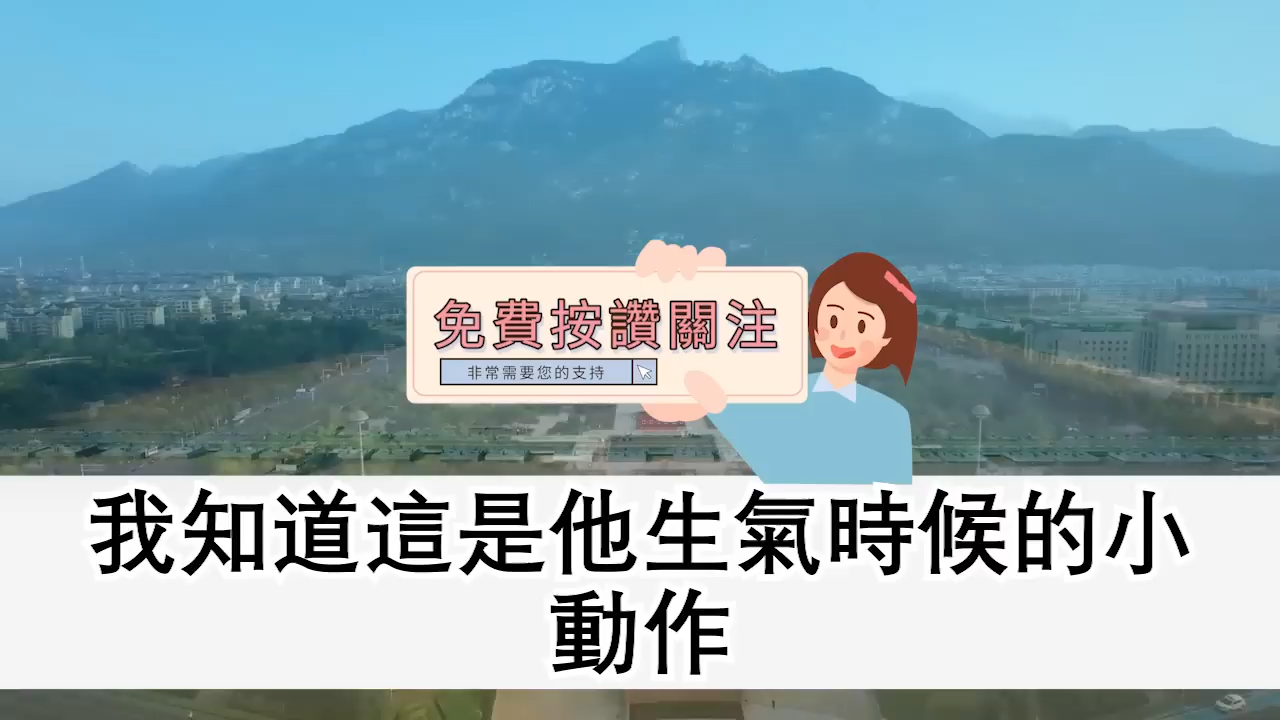 免費按讚關注
非常需要您的支持
我知道這是他生氣時候的小
動作